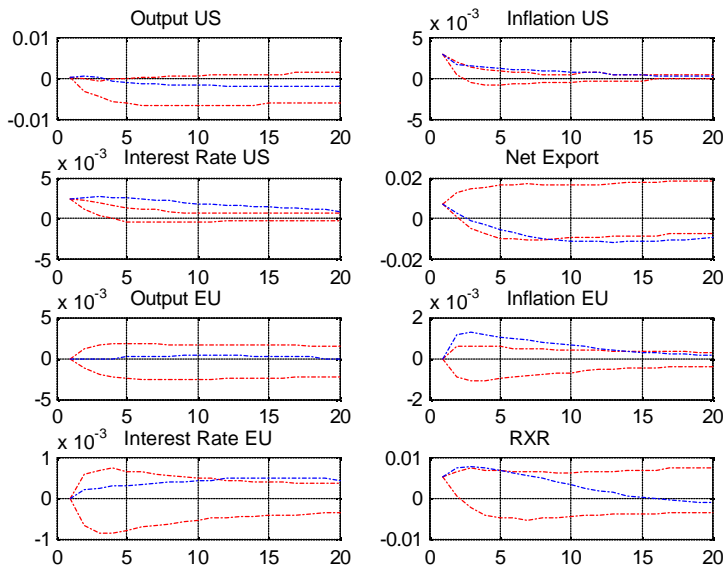 Output US
0.01
0
-0.01
0 5 10 15 20
x 10-3
Inflation US
5
0
-5
0 5 10 15 20
x 10-3
Interest Rate US
5
0
-5
0 5 10 15 20
Net Export
0.02
0
-0.02
0 5 10 15 20
x 10-3
Output EU
5
0
-5
0 5 10 15 20
x 10-3
Inflation EU
2
0
-2
0 5 10 15 20
x 10-3
Interest Rate EU
1
0
-1
0 5 10 15 20
RXR
0.01
0
-0.01
0 5 10 15 20